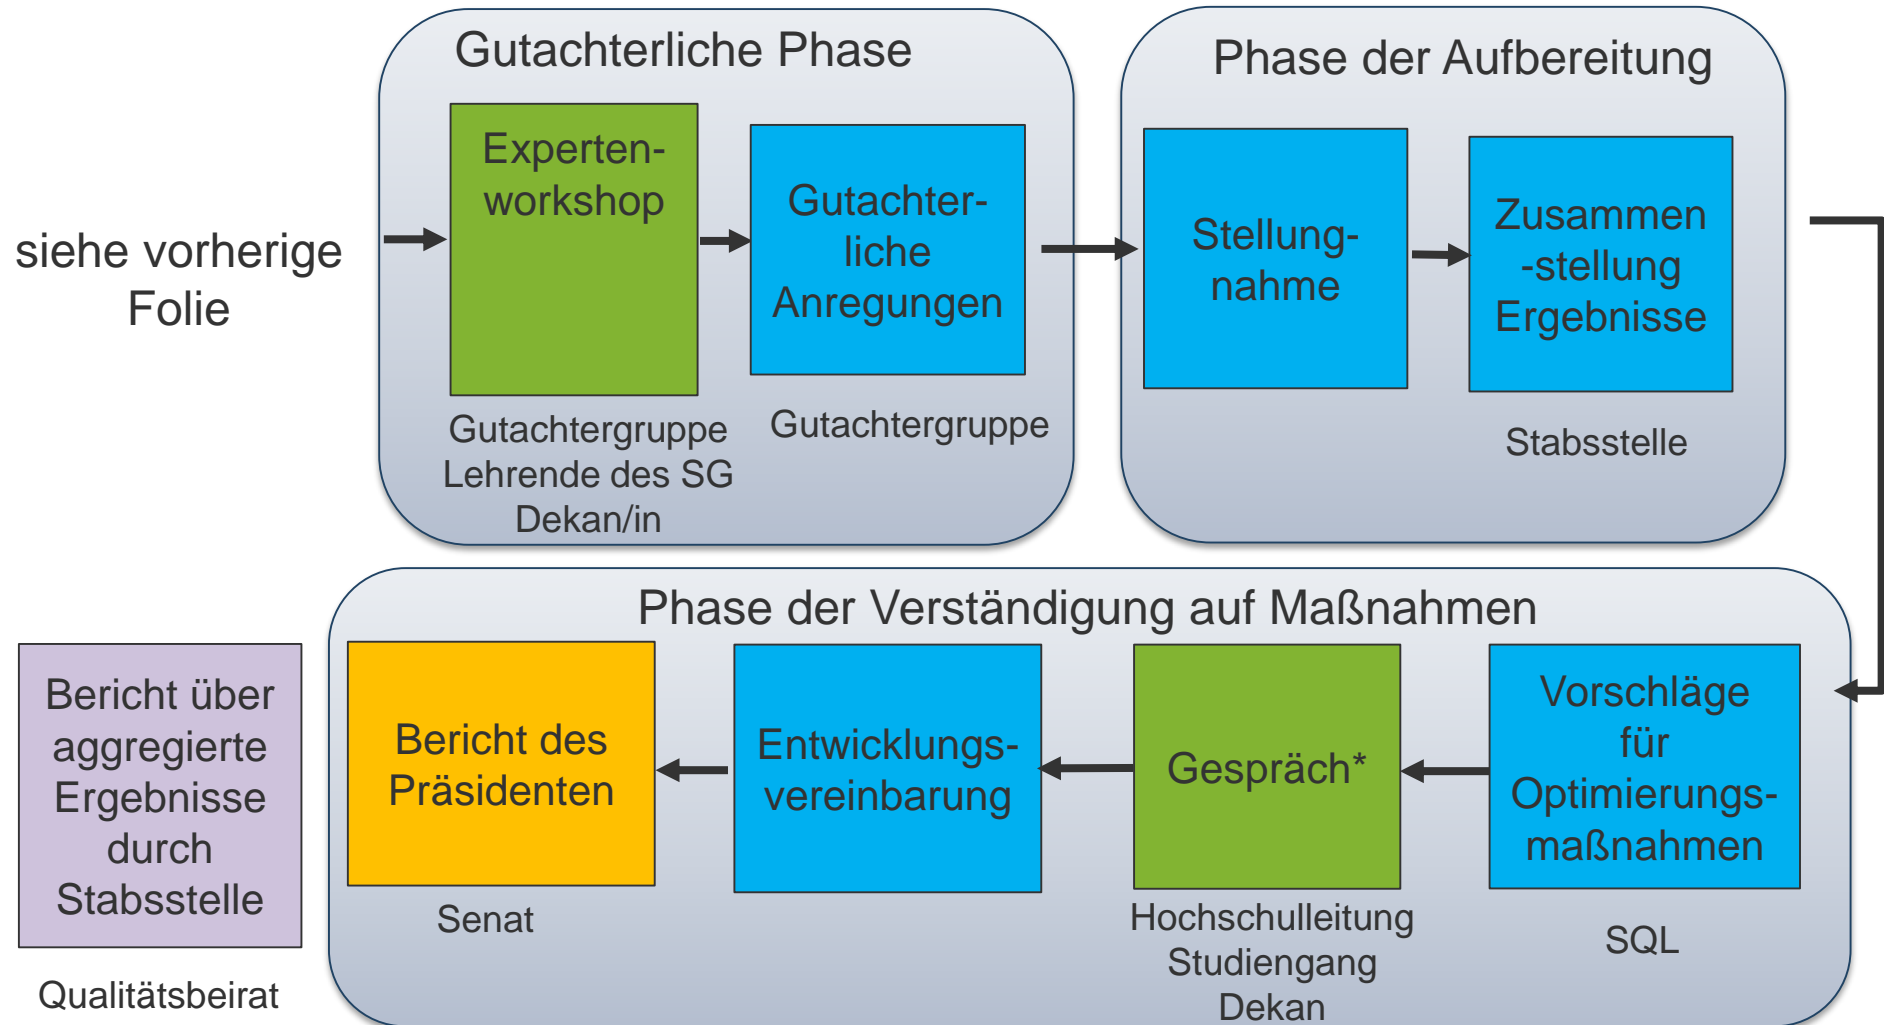 siehe vorherige
Folie
Gutachterliche Phase
Experten-
workshop
Gutachtergruppe
Lehrende des SG
Dekan/in
Gutachter-
liche
Anregungen
Gutachtergruppe
Phase der Aufbereitung
Stellung-
nahme
Zusammen
-stellung
Ergebnisse
Stabsstelle
Phase der Verständigung auf Maßnahmen
Vorschläge
für
Optimierungs-
maßnahmen
SQL
Gespräch*
Hochschulleitung
Studiengang
Dekan
Entwicklungs-
vereinbarung
Bericht des
Präsidenten
Senat
Bericht über
aggregierte
Ergebnisse
durch
Stabsstelle
Qualitätsbeirat